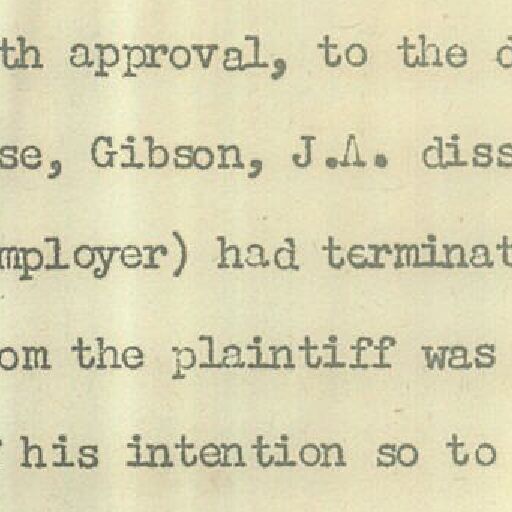 th approval, to the d
se, Gibson, J.A. diss
mployer) had terminat
om the plaintiff was
his intention so to